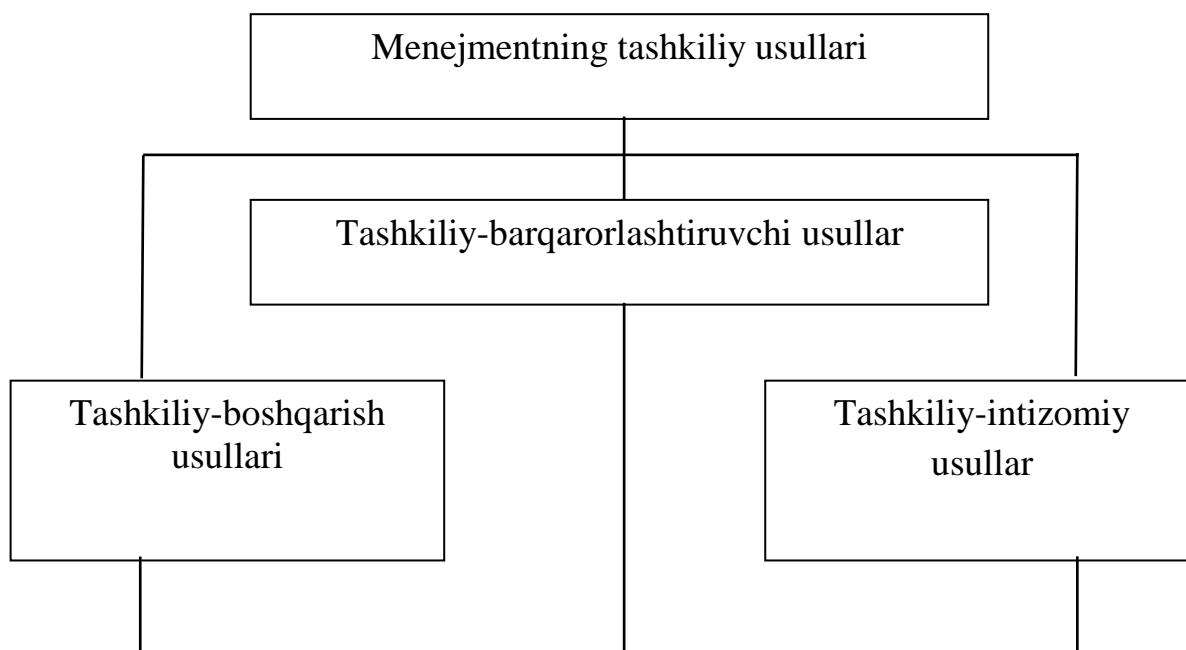 Menejmentning tashkiliy usullari
Tashkiliy-barqarorlashtiruvchi usullar
Tashkiliy-boshqarish
usullari
Tashkiliy-intizomiy
usullar